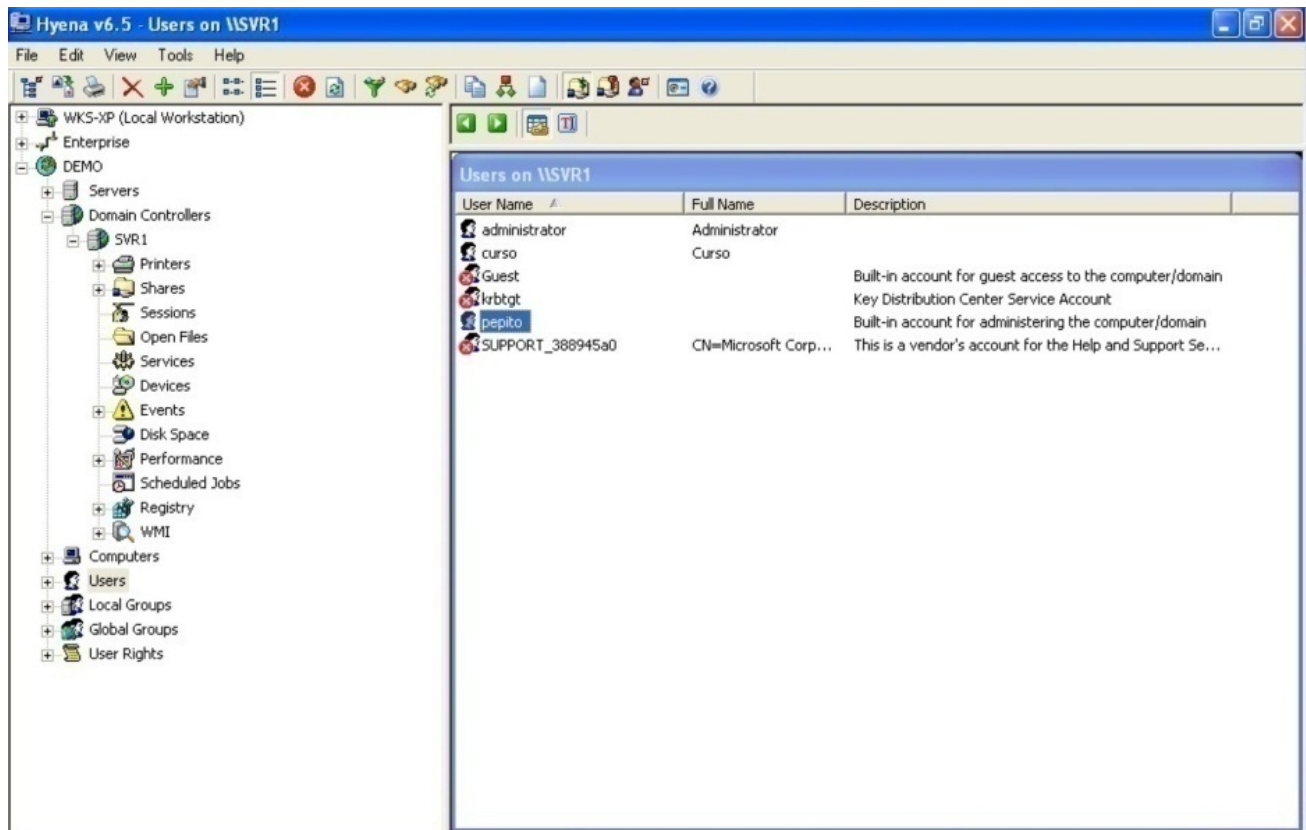 Hyena v6.5 - Users on \\SVR1
File Edit View Tools Help
WKS-XP (Local Workstation)
Enterprise
DEMO
Servers
Domain Controllers
SVR1
Printers
Shares
Sessions
Open Files
Services
Devices
Events
Disk Space
Performance
Scheduled Jobs
Registry
WMI
Computers
Users
Local Groups
Global Groups
User Rights
Users on \\SVR1
User Name Full Name Description
administrator Administrator
curso Curso
Guest Built-in account for guest access to the computer/domain
krbtgt Key Distribution Center Service Account
pepito Built-in account for administering the computer/domain
SUPPORT_388945a0 CN=Microsoft Corp... This is a vendor's account for the Help and Support Se...